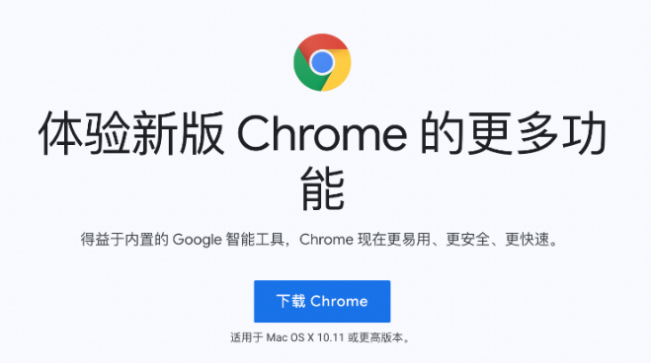 体验新版 Chrome 的更多功
能
得益于内置的 Google 智能工具，Chrome 现在更易用、更安全、更快速。
下载 Chrome
适用于 Mac OS X 10.11 或更高版本。